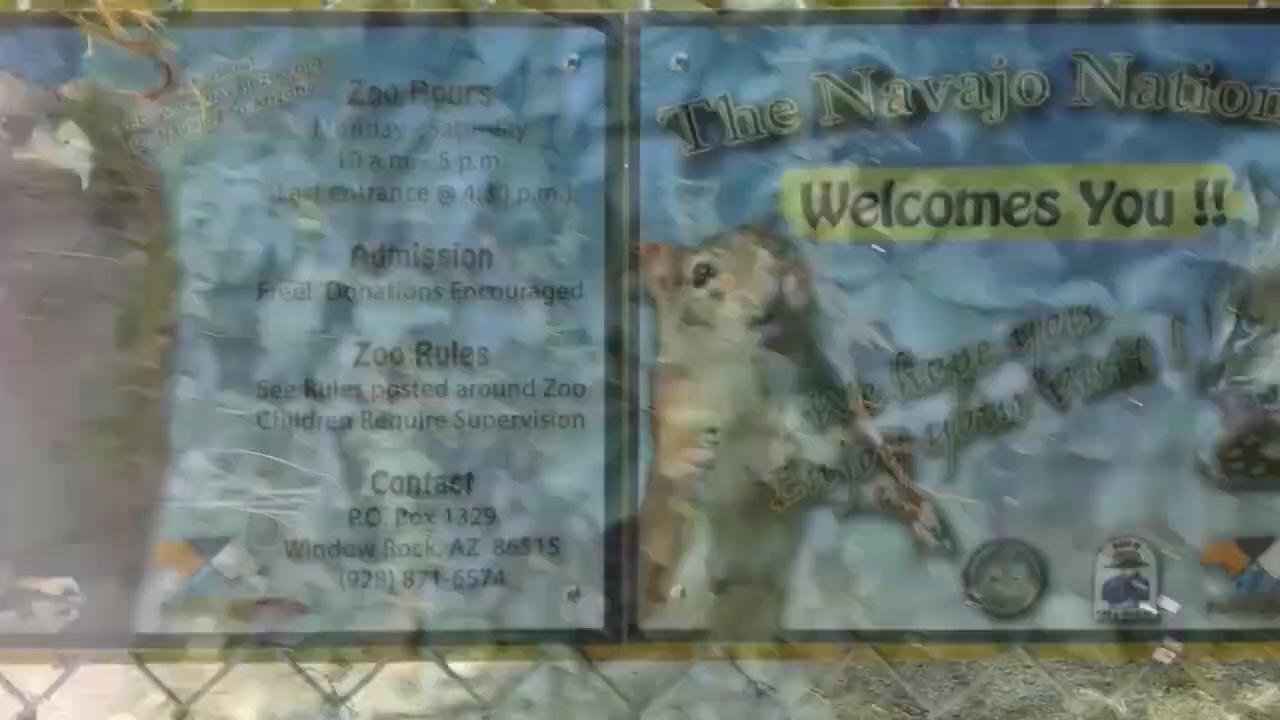 Zoo Hours
Monday - Saturday
10 a.m. - 5 p.m.
(Last entrance @ 4:30 p.m.)
Admission
Free! Donations Encouraged
Zoo Rules
See Rules posted around Zoo
Children Require Supervision
Contact
P.O. Box 1329
Window Rock, AZ 86515
(928) 871-6574
The Navajo Nation
Welcomes You !!
We hope you
Enjoy your Visit !